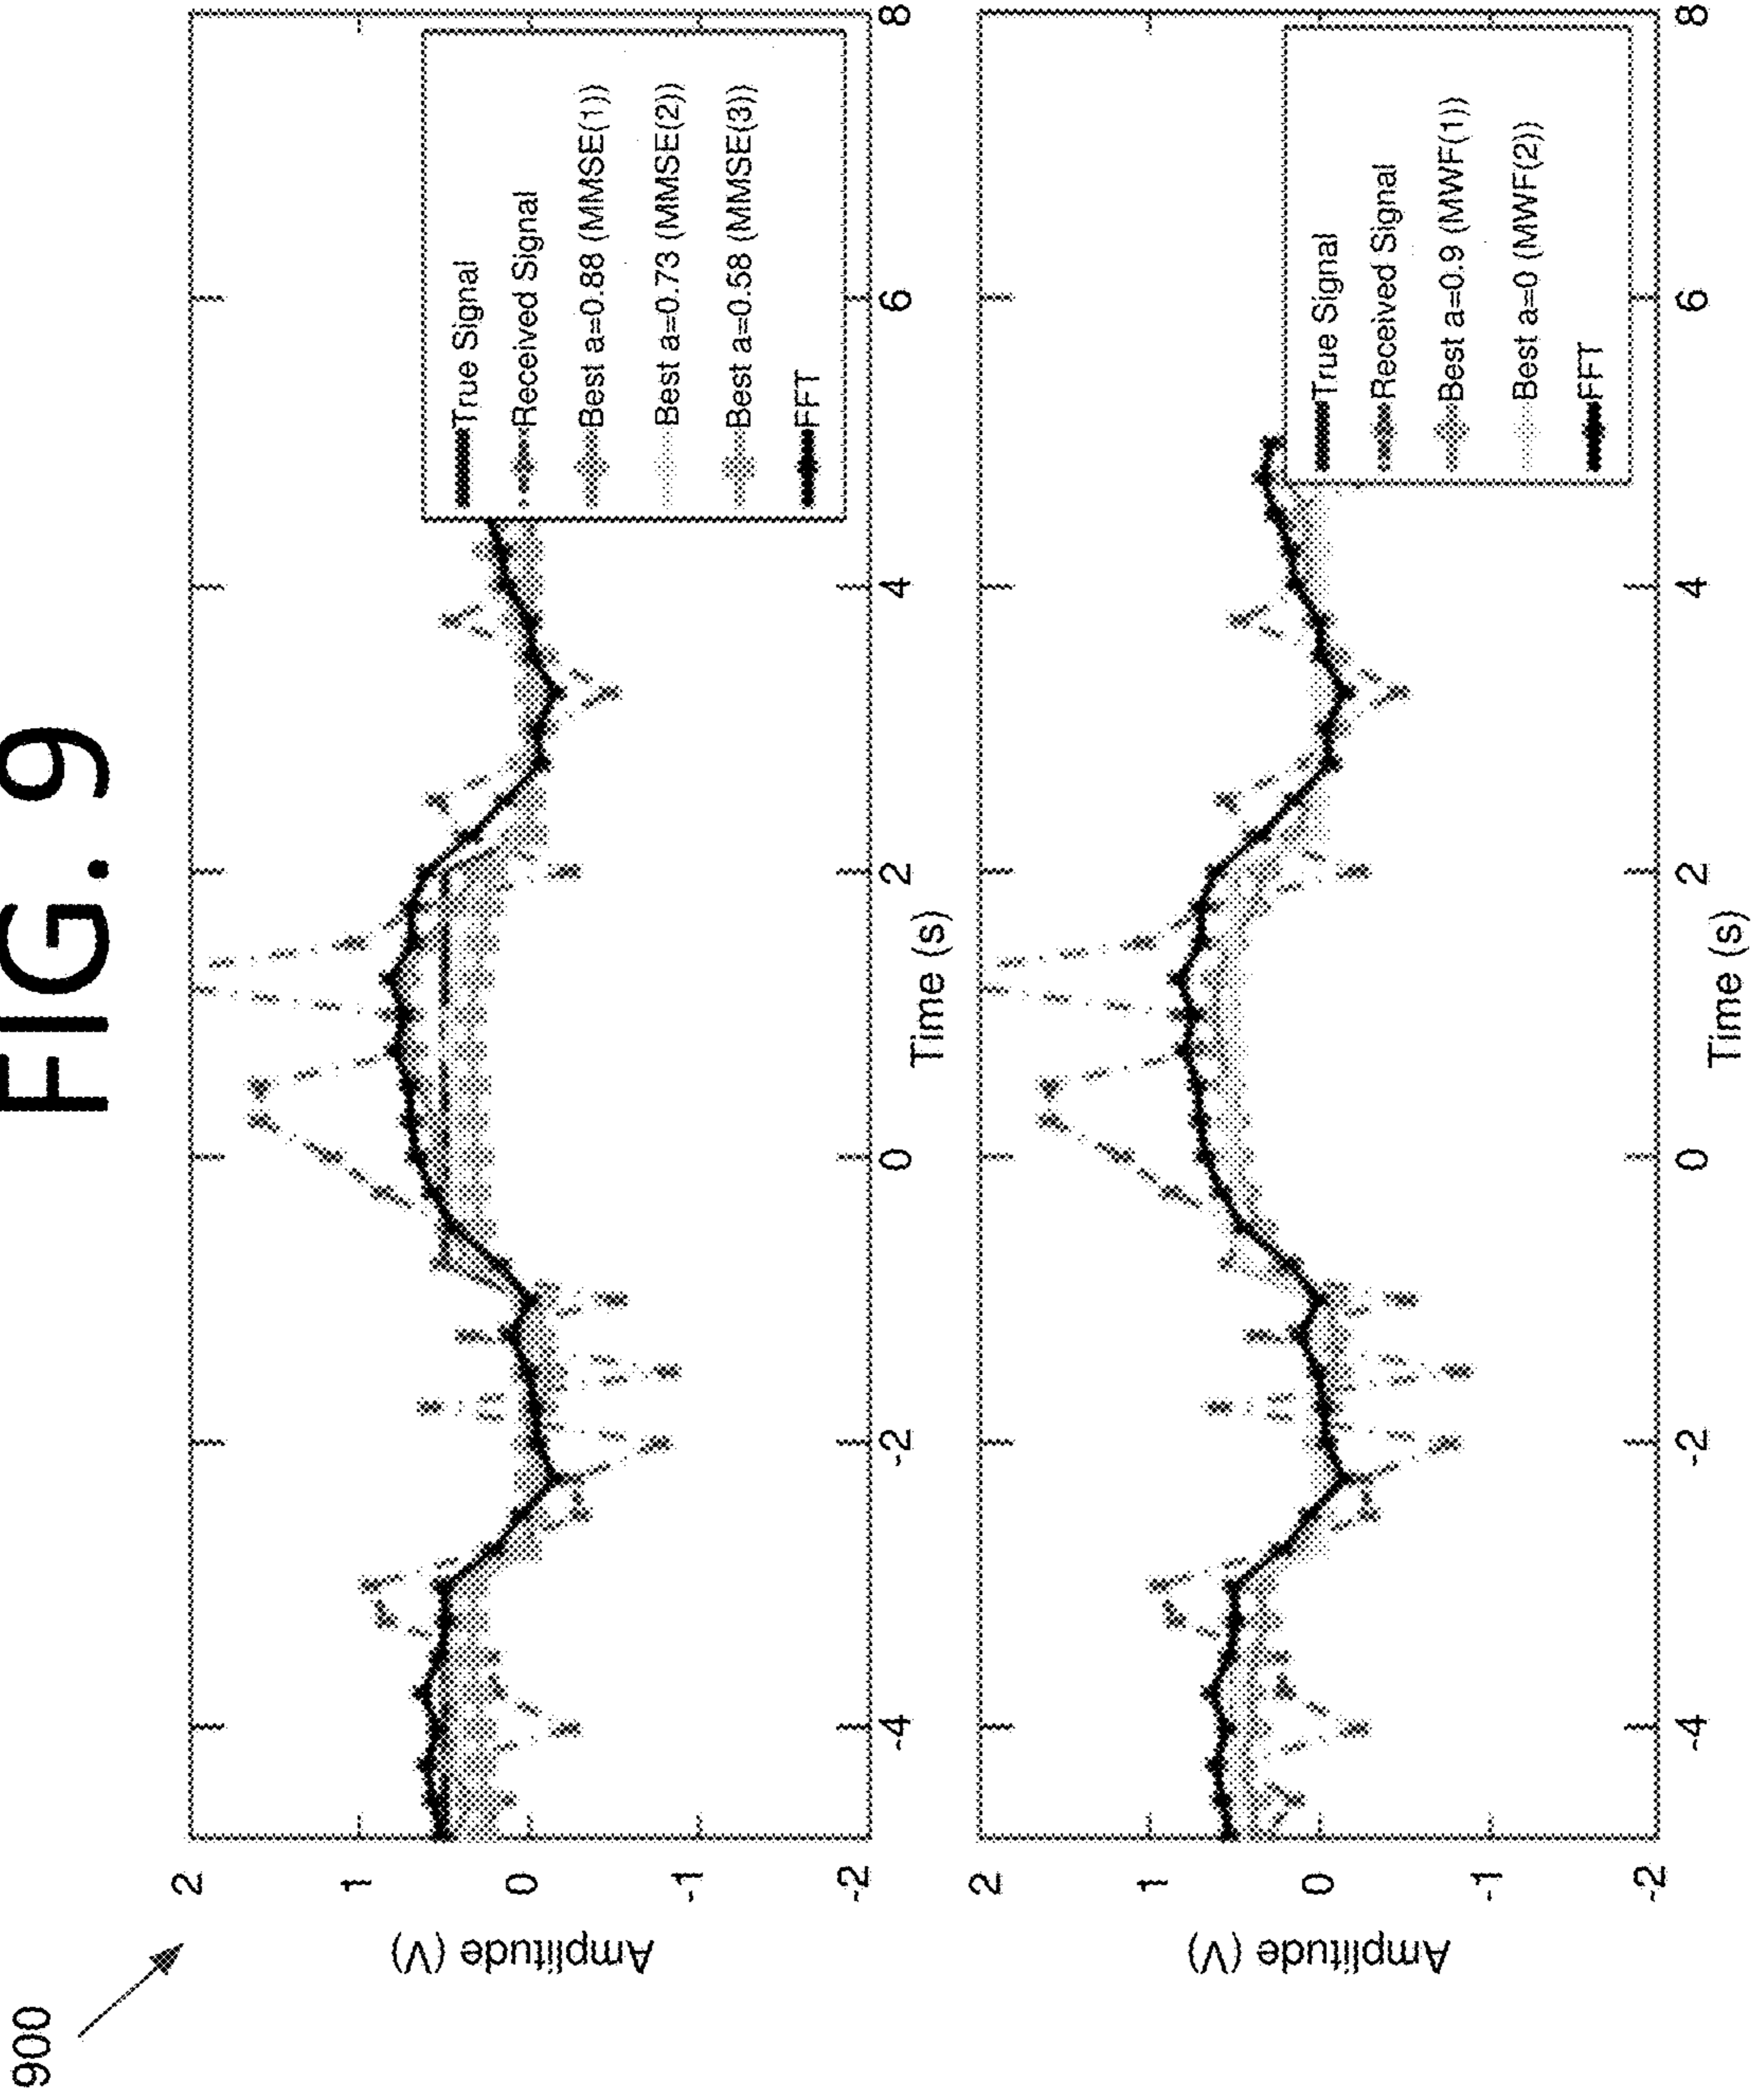 FIG. 9
900
2
1
0
-1
-2
Amplitude (V)
-4
-2
0
2
4
6
8
Time (s)
True Signal
Received Signal
Best a=0.88 (MMSE(1))
Best a=0.73 (MMSE(2))
Best a=0.58 (MMSE(3))
FFT
2
1
0
-1
-2
Amplitude (V)
-4
-2
0
2
4
6
8
Time (s)
True Signal
Received Signal
Best a=0.9 (MWF(1))
Best a=0 (MWF(2))
FFT